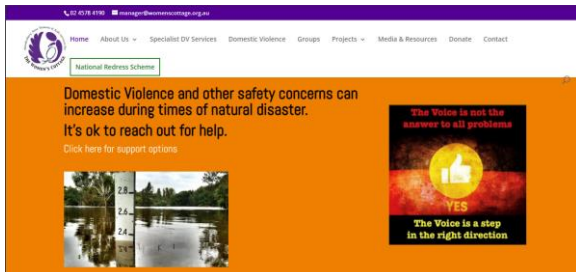 02 4578 4190 manager@womenscottage.org.au
Home About Us Specialist DV Services Domestic Violence Groups Projects Media & Resources Donate Contact
THE WOMEN'S COTTAGE
National Redress Scheme
Domestic Violence and other safety concerns can
increase during times of natural disaster.
It's ok to reach out for help.
Click here for support options
2.8
2.6
2.4
The Voice is not the
answer to all problems
YES
The Voice is a step
in the right direction